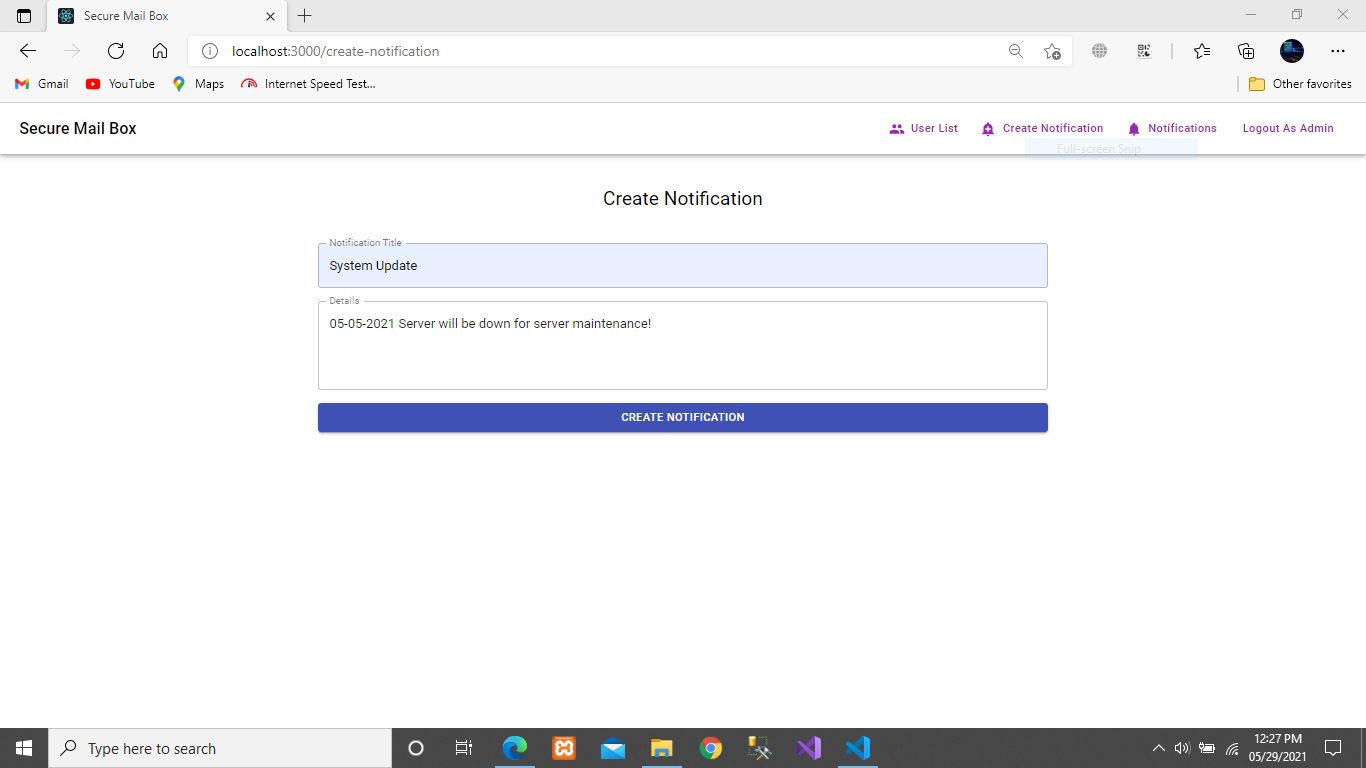 Secure Mail Box
localhost:3000/create-notification
Gmail YouTube Maps Internet Speed Test... Other favorites
Secure Mail Box User List Create Notification Notifications Logout As Admin
Full-screen Snip
Create Notification
Notification Title
System Update
Details
05-05-2021 Server will be down for server maintenance!
CREATE NOTIFICATION
Type here to search
12:27 PM
05/29/2021